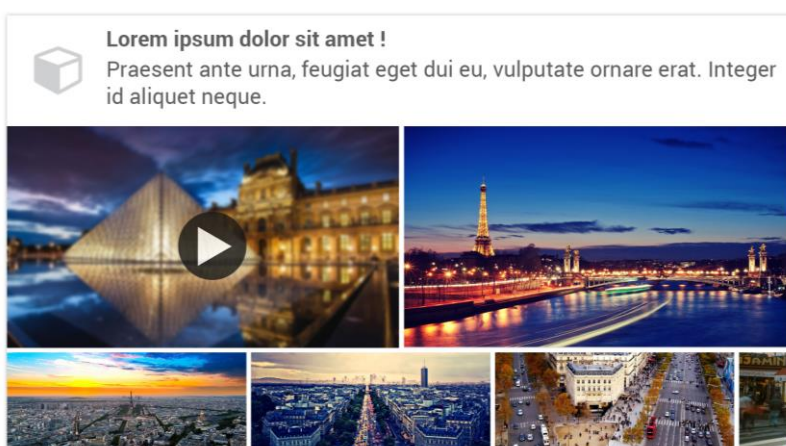 Lorem ipsum dolor sit amet !
Praesent ante urna, feugiat eget dui eu, vulputate ornare erat. Integer
id aliquet neque.